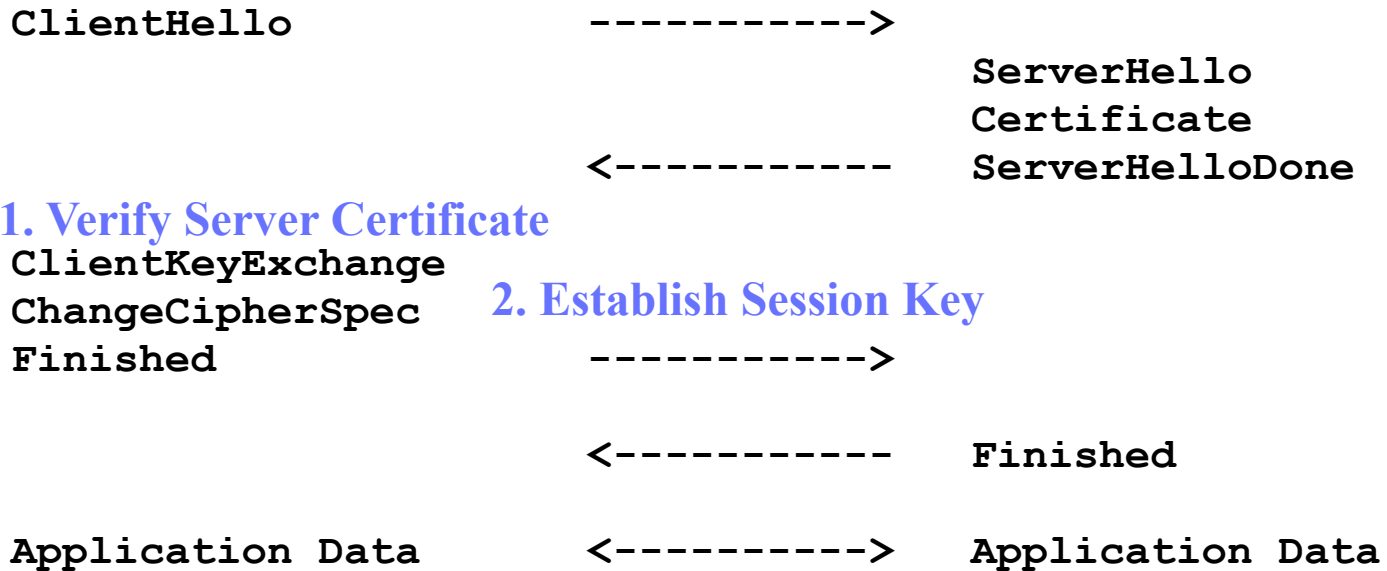 ClientHello ----------->
ServerHello
Certificate
<----------- ServerHelloDone
1. Verify Server Certificate
ClientKeyExchange
2. Establish Session Key
ChangeCipherSpec
Finished ----------->
<----------- Finished
Application Data <----------> Application Data